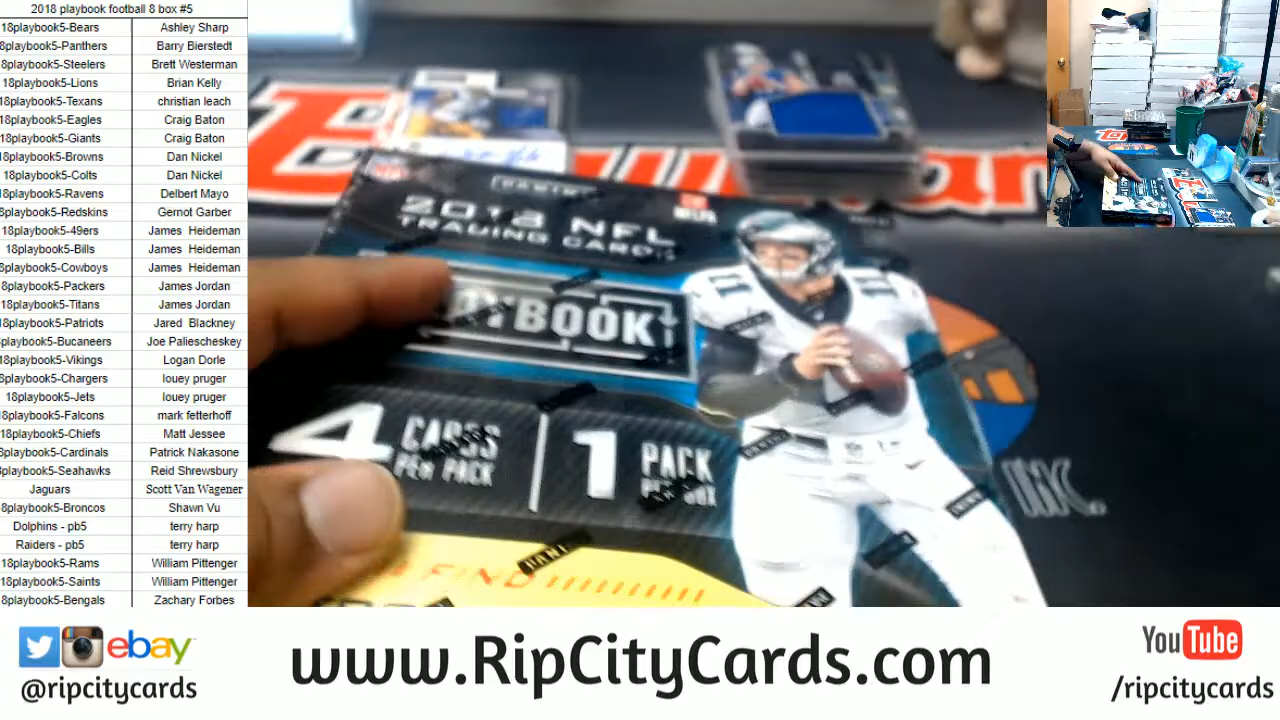 2018 playbook football 8 box #5
18playbook5-Bears Ashley Sharp
8playbook5-Panthers Barry Bierstedt
8playbook5-Steelers Brett Westerman
18playbook5-Lions Brian Kelly
18playbook5-Texans christian leach
18playbook5-Eagles Craig Baton
18playbook5-Giants Craig Baton
18playbook5-Browns Dan Nickel
18playbook5-Colts Dan Nickel
18playbook5-Ravens Delbert Mayo
8playbook5-Redskins Gernot Garber
18playbook5-49ers James Heideman
18playbook5-Bills James Heideman
8playbook5-Cowboys James Heideman
8playbook5-Packers James Jordan
18playbook5-Titans James Jordan
18playbook5-Patriots Jared Blackney
playbook5-Bucaneers Joe Paliescheskey
18playbook5-Vikings Logan Dorle
8playbook5-Chargers louey pruger
18playbook5-Jets louey pruger
8playbook5-Falcons mark fetterhoff
18playbook5-Chiefs Matt Jessee
8playbook5-Cardinals Patrick Nakasone
8playbook5-Seahawks Reid Shrewsbury
Jaguars Scott Van Wagener
8playbook5-Broncos Shawn Vu
Dolphins - pb5 terry harp
Raiders - pb5 terry harp
18playbook5-Rams William Pittenger
18playbook5-Saints William Pittenger
8playbook5-Bengals Zachary Forbes
PANINI
2018 NFL
TRADING CARDS
YBOOK
4 CARDS PER PACK
1 PACK PER BOX
FIND
INC.
ebay
@ripcitycards
www.RipCityCards.com
YouTube
/ripcitycards